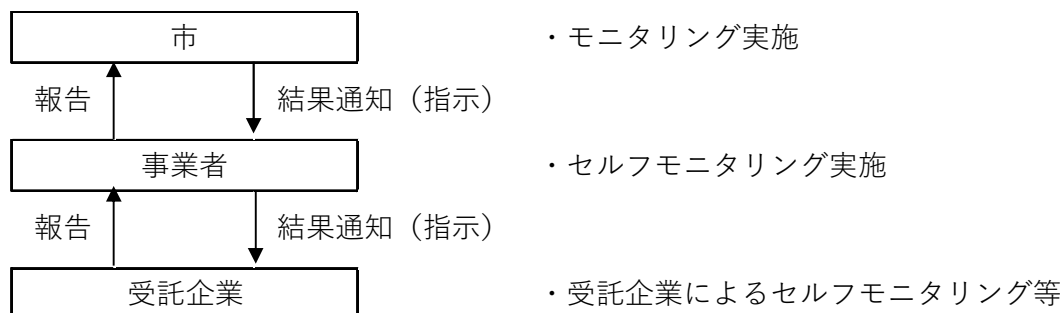 市
・モニタリング実施
報告
結果通知（指示）
事業者
・セルフモニタリング実施
報告
結果通知（指示）
受託企業
・受託企業によるセルフモニタリング等